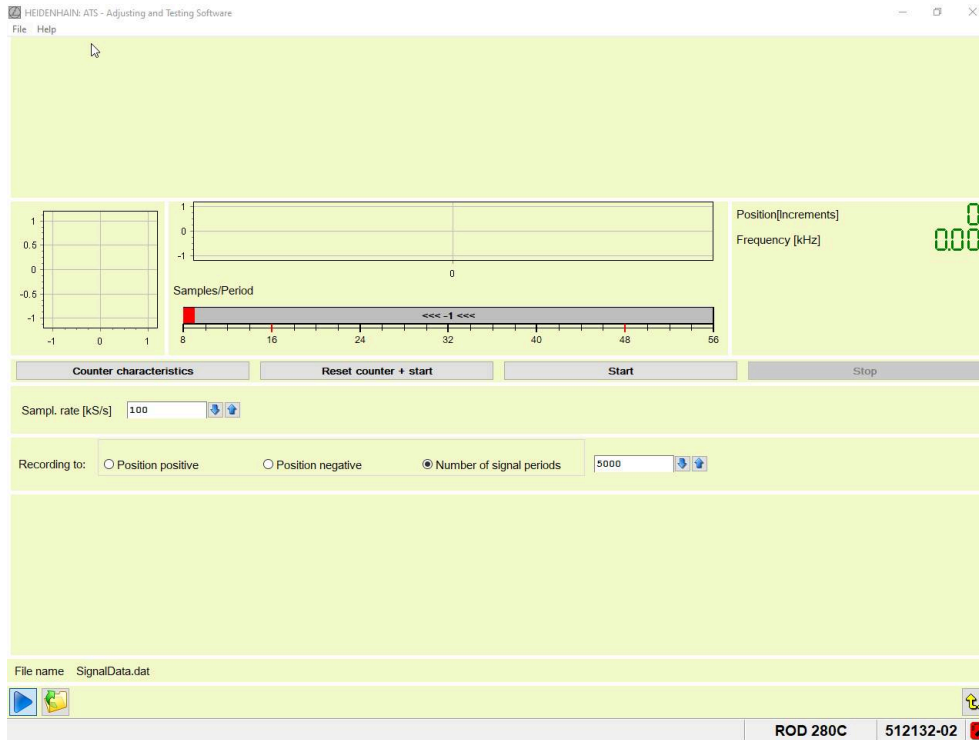 HEIDENHAIN: ATS - Adjusting and Testing Software
File Help
1
0.5
0
-0.5
-1
-1 0 1
1
0
-1
0
Samples/Period
<<< -1 <<<
8 16 24 32 40 48 56
Position[Increments] 0
Frequency [kHz] 0.00
Counter characteristics Reset counter + start Start Stop
Sampl. rate [kS/s] 100
Recording to: Position positive Position negative Number of signal periods 5000
File name SignalData.dat
ROD 280C 512132-02